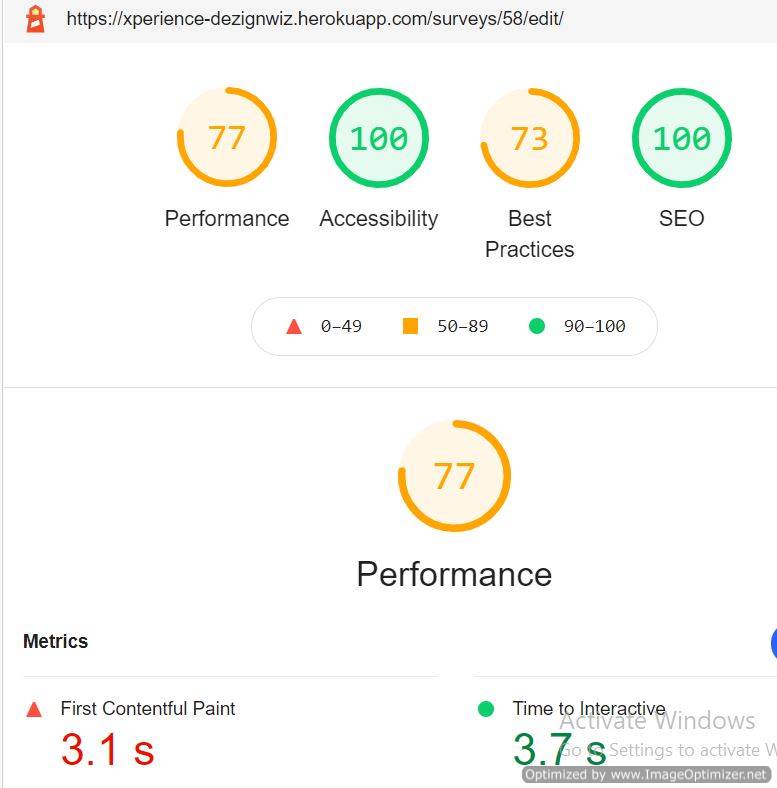 https://xperience-dezignwiz.herokuapp.com/surveys/58/edit/
77 100 73 100
Performance Accessibility Best Practices SEO
0–49 50–89 90–100
77
Performance
Metrics
First Contentful Paint Time to Interactive
3.1 s 3.7 s
Activate Windows
Go to Settings to activate W
Optimized by www.ImageOptimizer.net